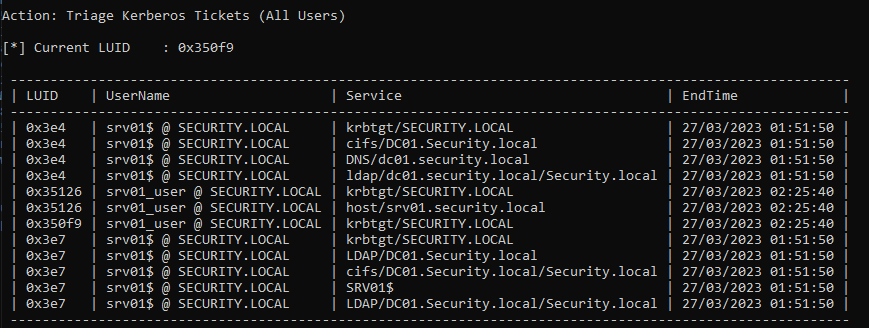 Action: Triage Kerberos Tickets (All Users)
[*] Current LUID    : 0x350f9
---------------------------------------------------------------------------------------------------------
| LUID    | UserName                    | Service                                | EndTime             |
---------------------------------------------------------------------------------------------------------
| 0x3e4   | srv01$ @ SECURITY.LOCAL     | krbtgt/SECURITY.LOCAL                  | 27/03/2023 01:51:50 |
| 0x3e4   | srv01$ @ SECURITY.LOCAL     | cifs/DC01.Security.local               | 27/03/2023 01:51:50 |
| 0x3e4   | srv01$ @ SECURITY.LOCAL     | DNS/dc01.security.local                | 27/03/2023 01:51:50 |
| 0x3e4   | srv01$ @ SECURITY.LOCAL     | ldap/dc01.security.local/Security.local | 27/03/2023 01:51:50 |
| 0x35126 | srv01_user @ SECURITY.LOCAL | krbtgt/SECURITY.LOCAL                  | 27/03/2023 02:25:40 |
| 0x35126 | srv01_user @ SECURITY.LOCAL | host/srv01.security.local              | 27/03/2023 02:25:40 |
| 0x350f9 | srv01_user @ SECURITY.LOCAL | krbtgt/SECURITY.LOCAL                  | 27/03/2023 02:25:40 |
| 0x3e7   | srv01$ @ SECURITY.LOCAL     | krbtgt/SECURITY.LOCAL                  | 27/03/2023 01:51:50 |
| 0x3e7   | srv01$ @ SECURITY.LOCAL     | LDAP/DC01.Security.local               | 27/03/2023 01:51:50 |
| 0x3e7   | srv01$ @ SECURITY.LOCAL     | cifs/DC01.Security.local/Security.local | 27/03/2023 01:51:50 |
| 0x3e7   | srv01$ @ SECURITY.LOCAL     | SRV01$                                 | 27/03/2023 01:51:50 |
| 0x3e7   | srv01$ @ SECURITY.LOCAL     | LDAP/DC01.Security.local/Security.local | 27/03/2023 01:51:50 |
---------------------------------------------------------------------------------------------------------